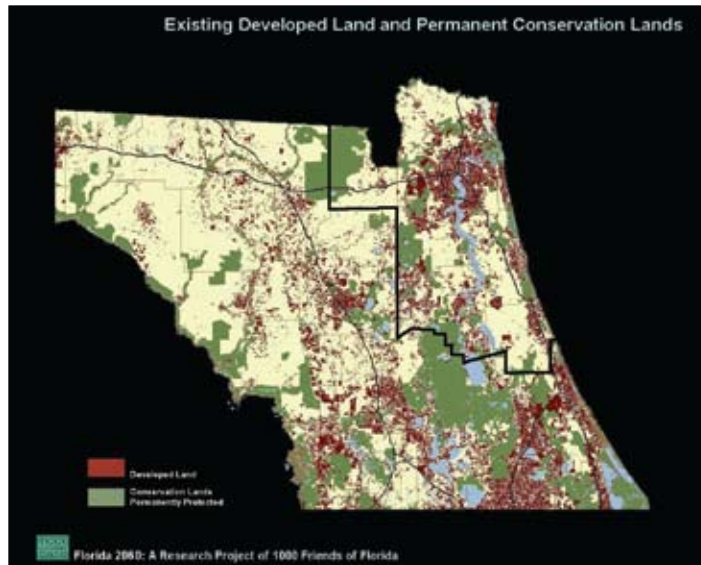 Existing Developed Land and Permanent Conservation Lands
Developed Land
Conservation Lands
Permanently Protected
Florida 2060: A Research Project of 1000 Friends of Florida